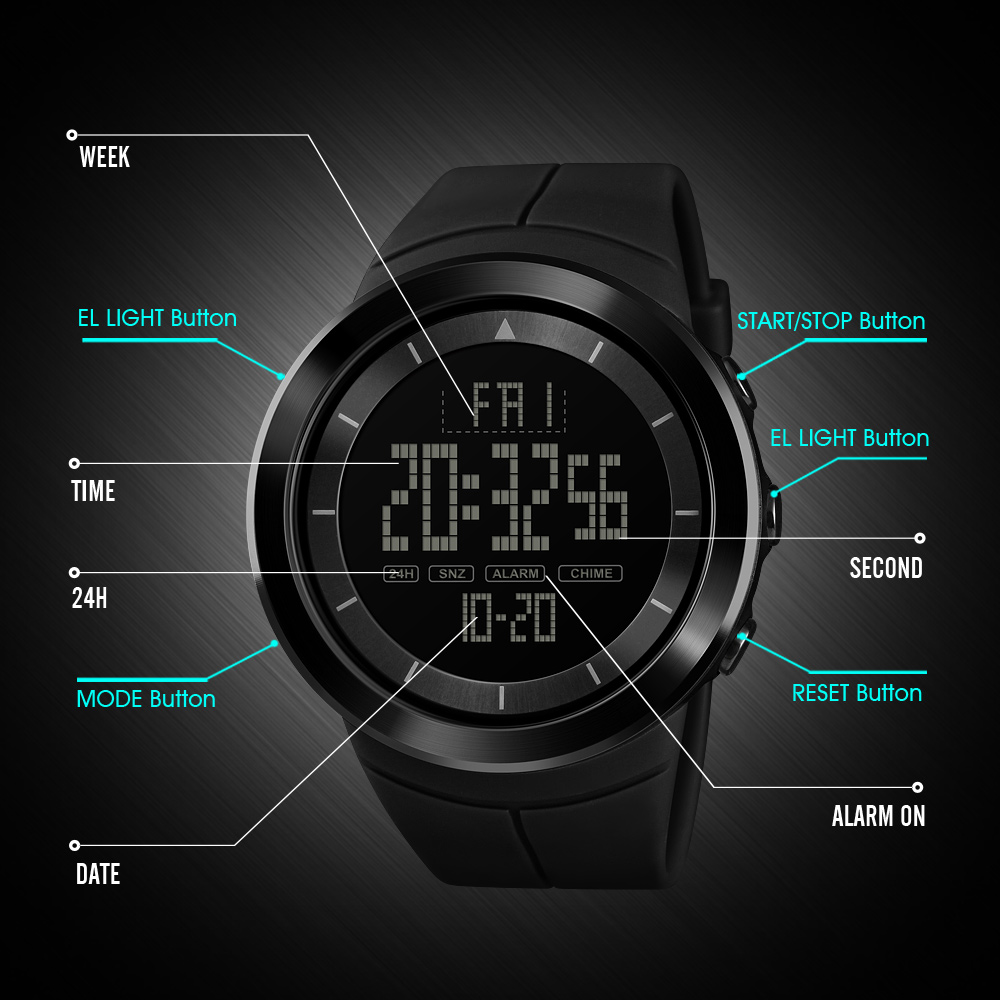 WEEK
EL LIGHT Button
START/STOP Button
FRI
EL LIGHT Button
TIME
20:32 56
SECOND
24H
24H SNZ ALARM CHIME
10-20
MODE Button
RESET Button
ALARM ON
DATE